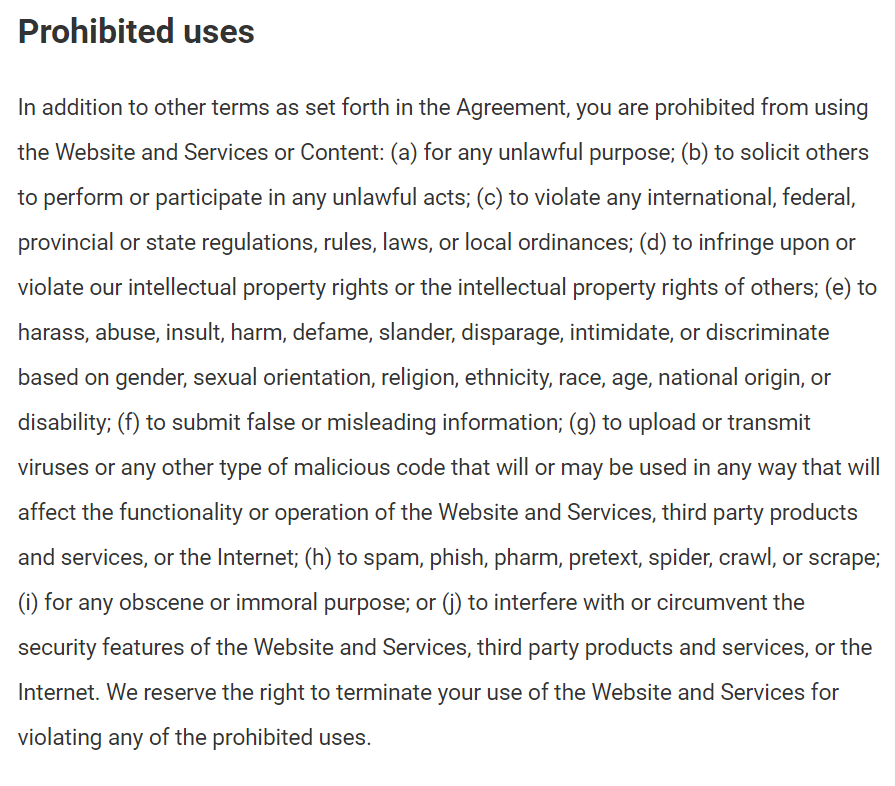 Prohibited uses
In addition to other terms as set forth in the Agreement, you are prohibited from using
the Website and Services or Content: (a) for any unlawful purpose; (b) to solicit others
to perform or participate in any unlawful acts; (c) to violate any international, federal,
provincial or state regulations, rules, laws, or local ordinances; (d) to infringe upon or
violate our intellectual property rights or the intellectual property rights of others; (e) to
harass, abuse, insult, harm, defame, slander, disparage, intimidate, or discriminate
based on gender, sexual orientation, religion, ethnicity, race, age, national origin, or
disability; (f) to submit false or misleading information; (g) to upload or transmit
viruses or any other type of malicious code that will or may be used in any way that will
affect the functionality or operation of the Website and Services, third party products
and services, or the Internet; (h) to spam, phish, pharm, pretext, spider, crawl, or scrape;
(i) for any obscene or immoral purpose; or (j) to interfere with or circumvent the
security features of the Website and Services, third party products and services, or the
Internet. We reserve the right to terminate your use of the Website and Services for
violating any of the prohibited uses.